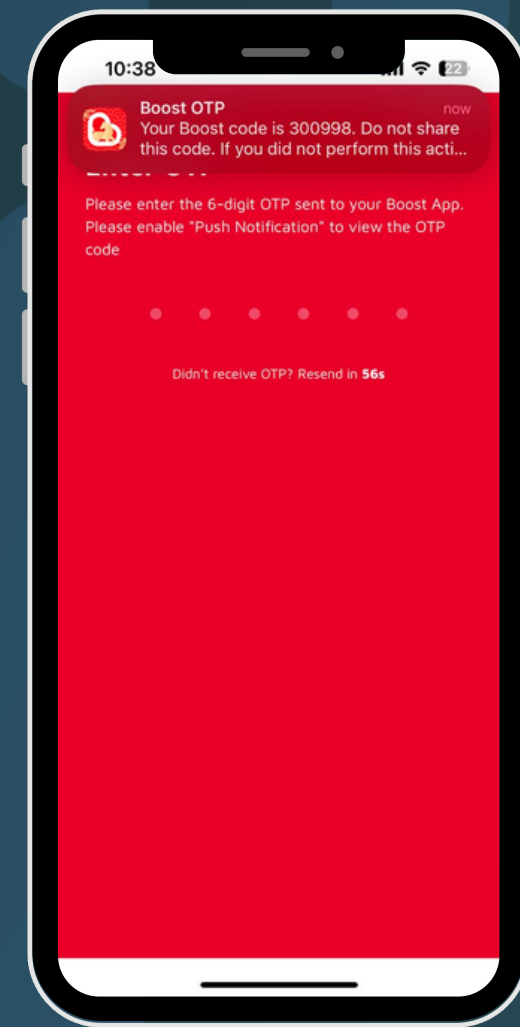 10:38
22
Boost OTP
now
Your Boost code is 300998. Do not share
this code. If you did not perform this acti...
Please enter the 6-digit OTP sent to your Boost App.
Please enable "Push Notification" to view the OTP
code
Didn't receive OTP? Resend in 56s